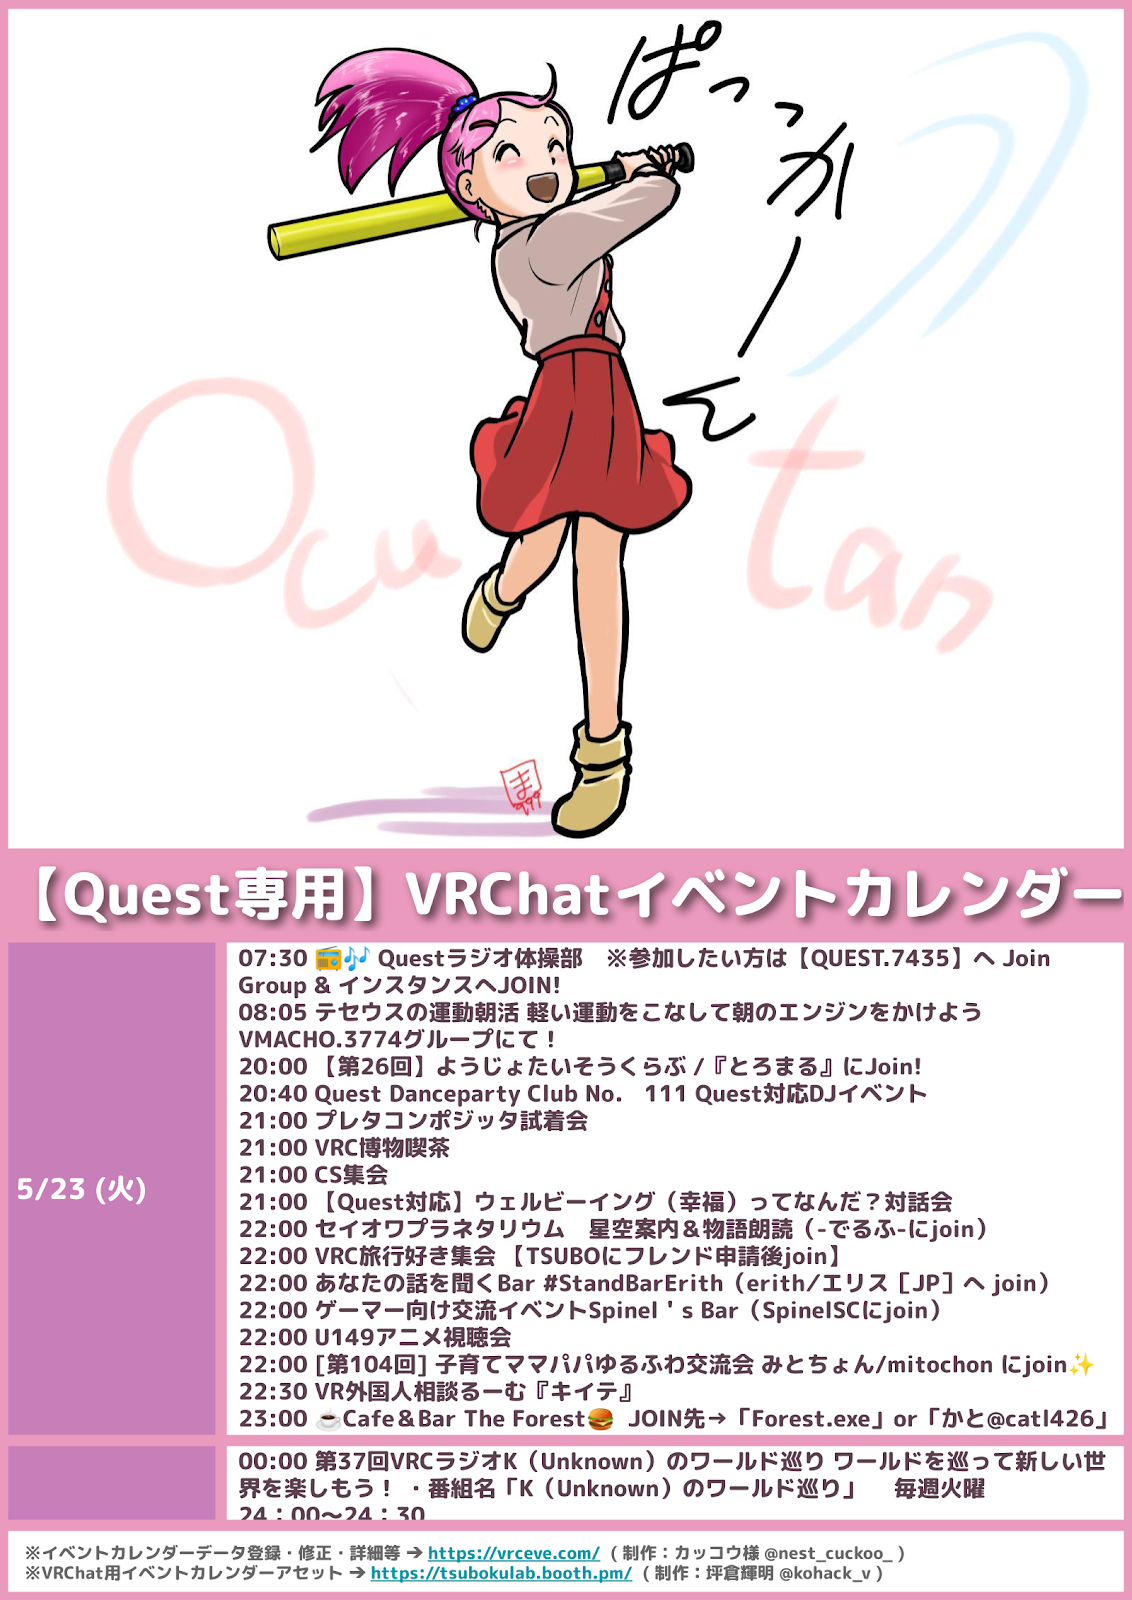 ぱっっかーん
Ocu tan
ま
999
【Quest専用】VRChatイベントカレンダー
5/23 (火)
07:30 📻🎶 Questラジオ体操部　※参加したい方は【QUEST.7435】へ Join
Group & インスタンスへJOIN!
08:05 テセウスの運動朝活 軽い運動をこなして朝のエンジンをかけよう
VMACHO.3774グループにて！
20:00 【第26回】ようじょたいそうくらぶ /『とろまる』にJoin!
20:40 Quest Danceparty Club No.　111 Quest対応DJイベント
21:00 プレタコンポジッタ試着会
21:00 VRC博物喫茶
21:00 CS集会
21:00 【Quest対応】ウェルビーイング（幸福）ってなんだ？対話会
22:00 セイオワプラネタリウム　星空案内＆物語朗読（-でるふ-にjoin）
22:00 VRC旅行好き集会 【TSUBOにフレンド申請後join】
22:00 あなたの話を聞くBar #StandBarErith（erith/エリス［JP］へ join）
22:00 ゲーマー向け交流イベントSpinel＇s Bar（SpinelSCにjoin）
22:00 U149アニメ視聴会
22:00 [第104回] 子育てママパパゆるふわ交流会 みとちょん/mitochon にjoin✨
22:30 VR外国人相談るーむ『キイテ』
23:00 ☕Cafe＆Bar The Forest🍔 JOIN先→「Forest.exe」or「かと@catl426」
00:00 第37回VRCラジオK（Unknown）のワールド巡り ワールドを巡って新しい世
界を楽しもう！ ・番組名「K（Unknown）のワールド巡り」　毎週火曜
24：00〜24：30
※イベントカレンダーデータ登録・修正・詳細等 ➔ https://vrceve.com/ （制作：カッコウ様 @nest_cuckoo_ ）
※VRChat用イベントカレンダーアセット ➔ https://tsubokulab.booth.pm/ （制作：坪倉輝明 @kohack_v ）